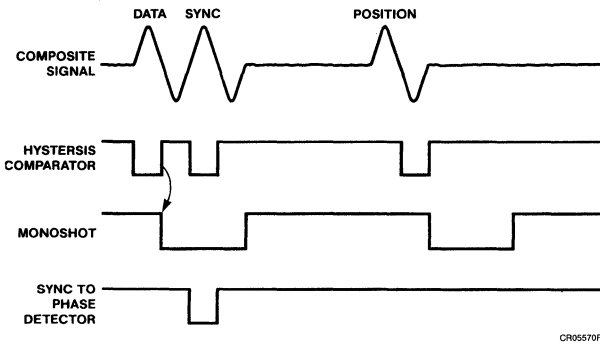 DATA SYNC POSITION
COMPOSITE
SIGNAL
HYSTERSIS
COMPARATOR
MONOSHOT
SYNC TO
PHASE
DETECTOR
CR05570F